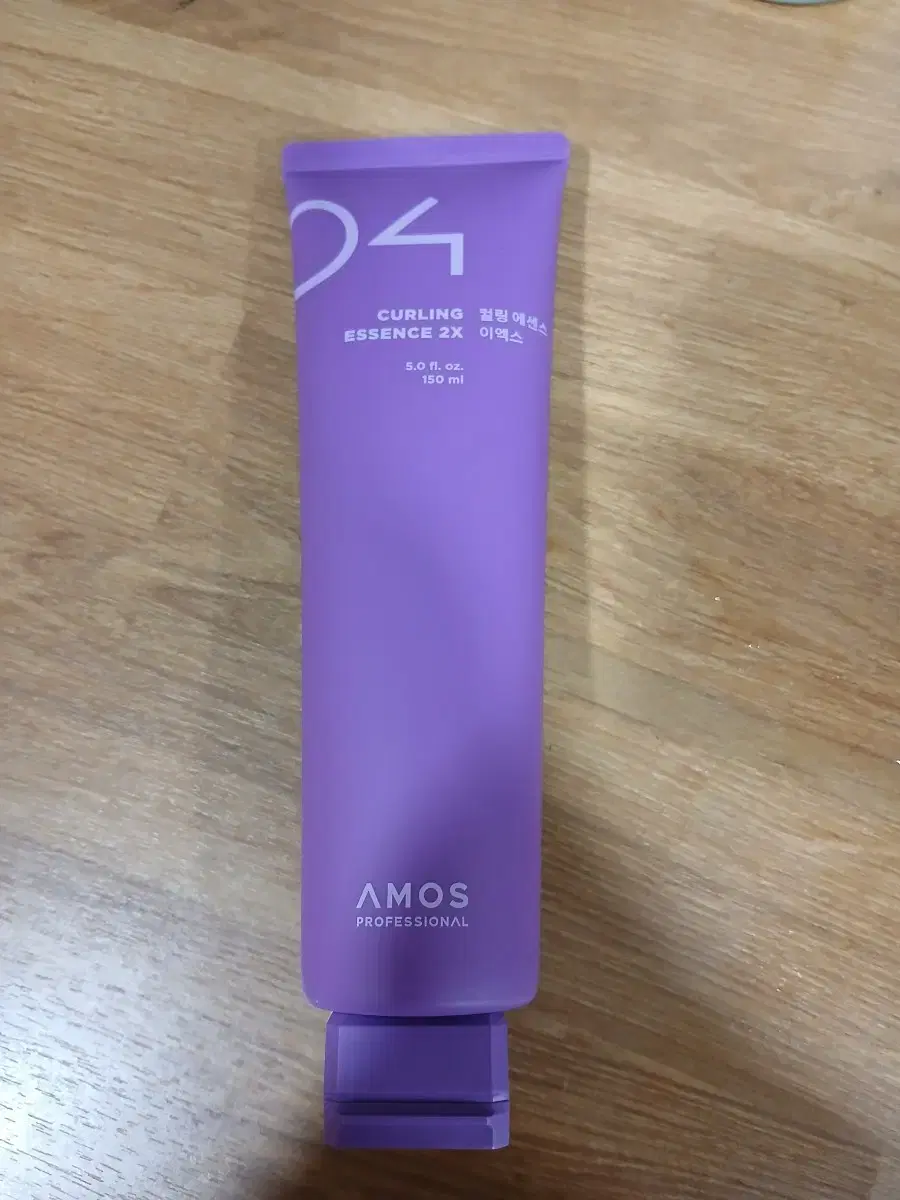 04
CURLING
ESSENCE 2X
컬링 에센스
이엑스
5.0 fl. oz.
150 ml
AMOS
PROFESSIONAL